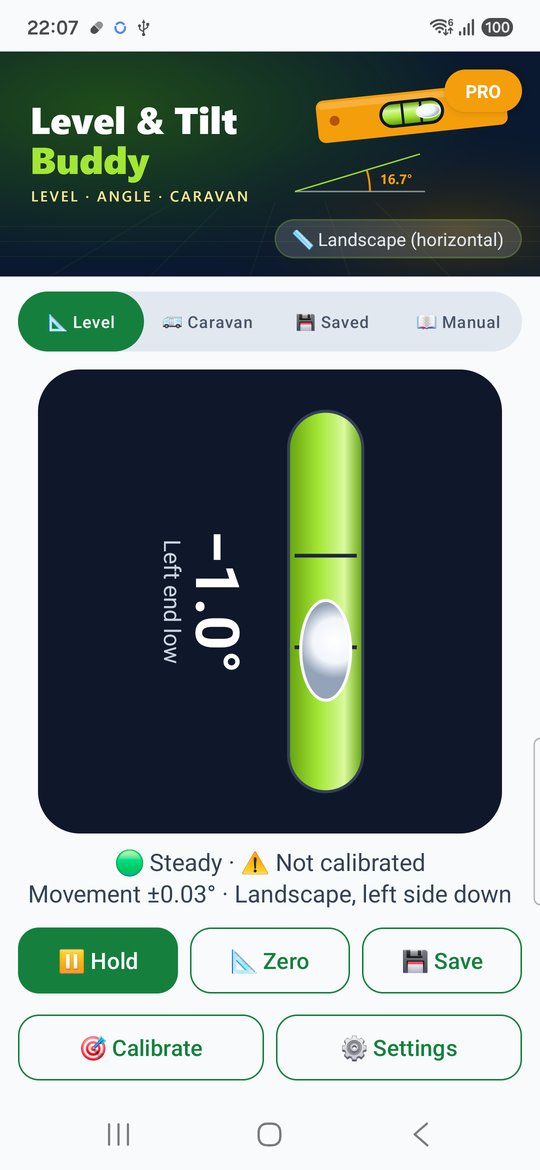 22:07
6
100
PRO
Level & Tilt
Buddy
LEVEL · ANGLE · CARAVAN
16.7°
Landscape (horizontal)
Level
Caravan
Saved
Manual
−1.0°
Left end low
Steady · Not calibrated
Movement ±0.03° · Landscape, left side down
Hold
Zero
Save
Calibrate
Settings